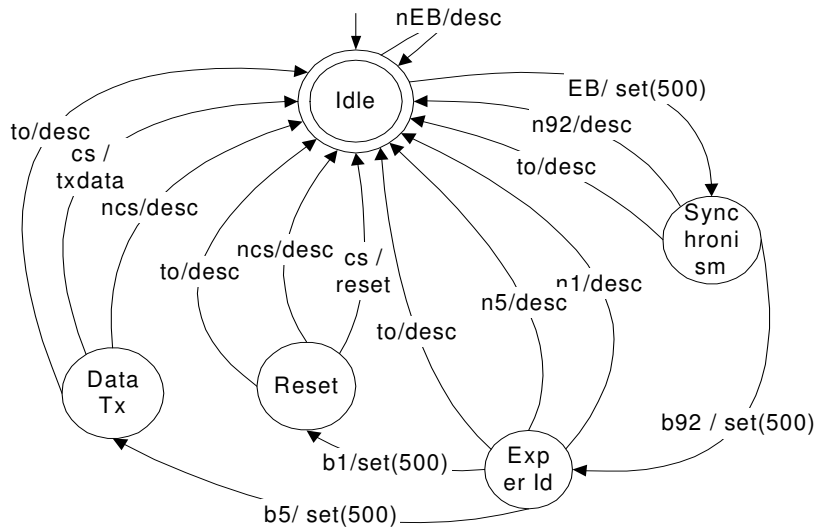 nEB/desc
Idle
EB/ set(500)
n92/desc
to/desc
to/desc
cs /
txdata
ncs/desc
Sync
hroni
sm
to/desc
ncs/desc
cs /
reset
n5/desc
n1/desc
to/desc
Data
Tx
Reset
b92 / set(500)
b1/set(500)
Exp
er Id
b5/ set(500)